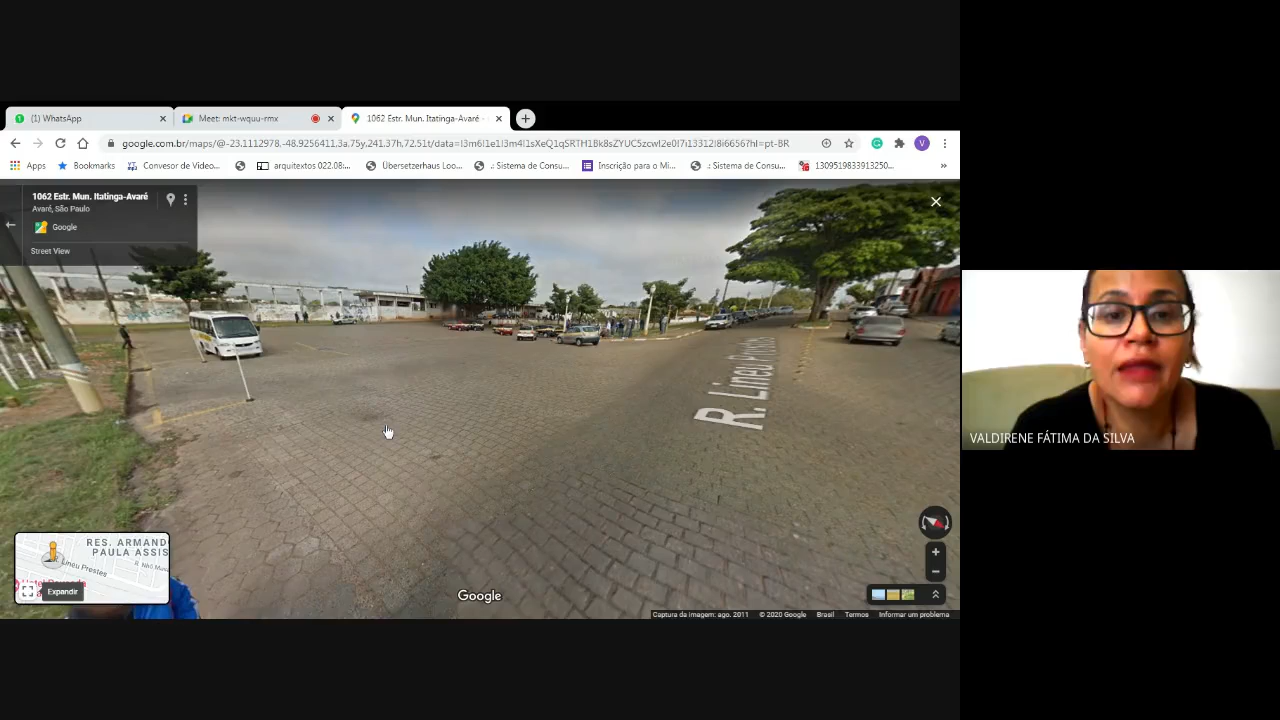 (1) WhatsApp
Meet: mkt-wquu-rmx
1062 Estr. Mun. Itatinga-Avaré -
Apps
Bookmarks
Convesor de Video...
arquitextos 022.08:...
Übersetzerhaus Loo...
.: Sistema de Consu...
Inscrição para o Mi...
.: Sistema de Consu...
1309519833913250...
»
1062 Estr. Mun. Itatinga-Avaré
Avaré, São Paulo
Google
Street View
R. Lineu Prestes
VALDIRENE FÁTIMA DA SILVA
RES. ARMAND
PAULA ASSIS
Lineu Prestes
Expandir
Google
Captura da imagem: ago. 2011
© 2020 Google
Brasil
Termos
Informar um problema